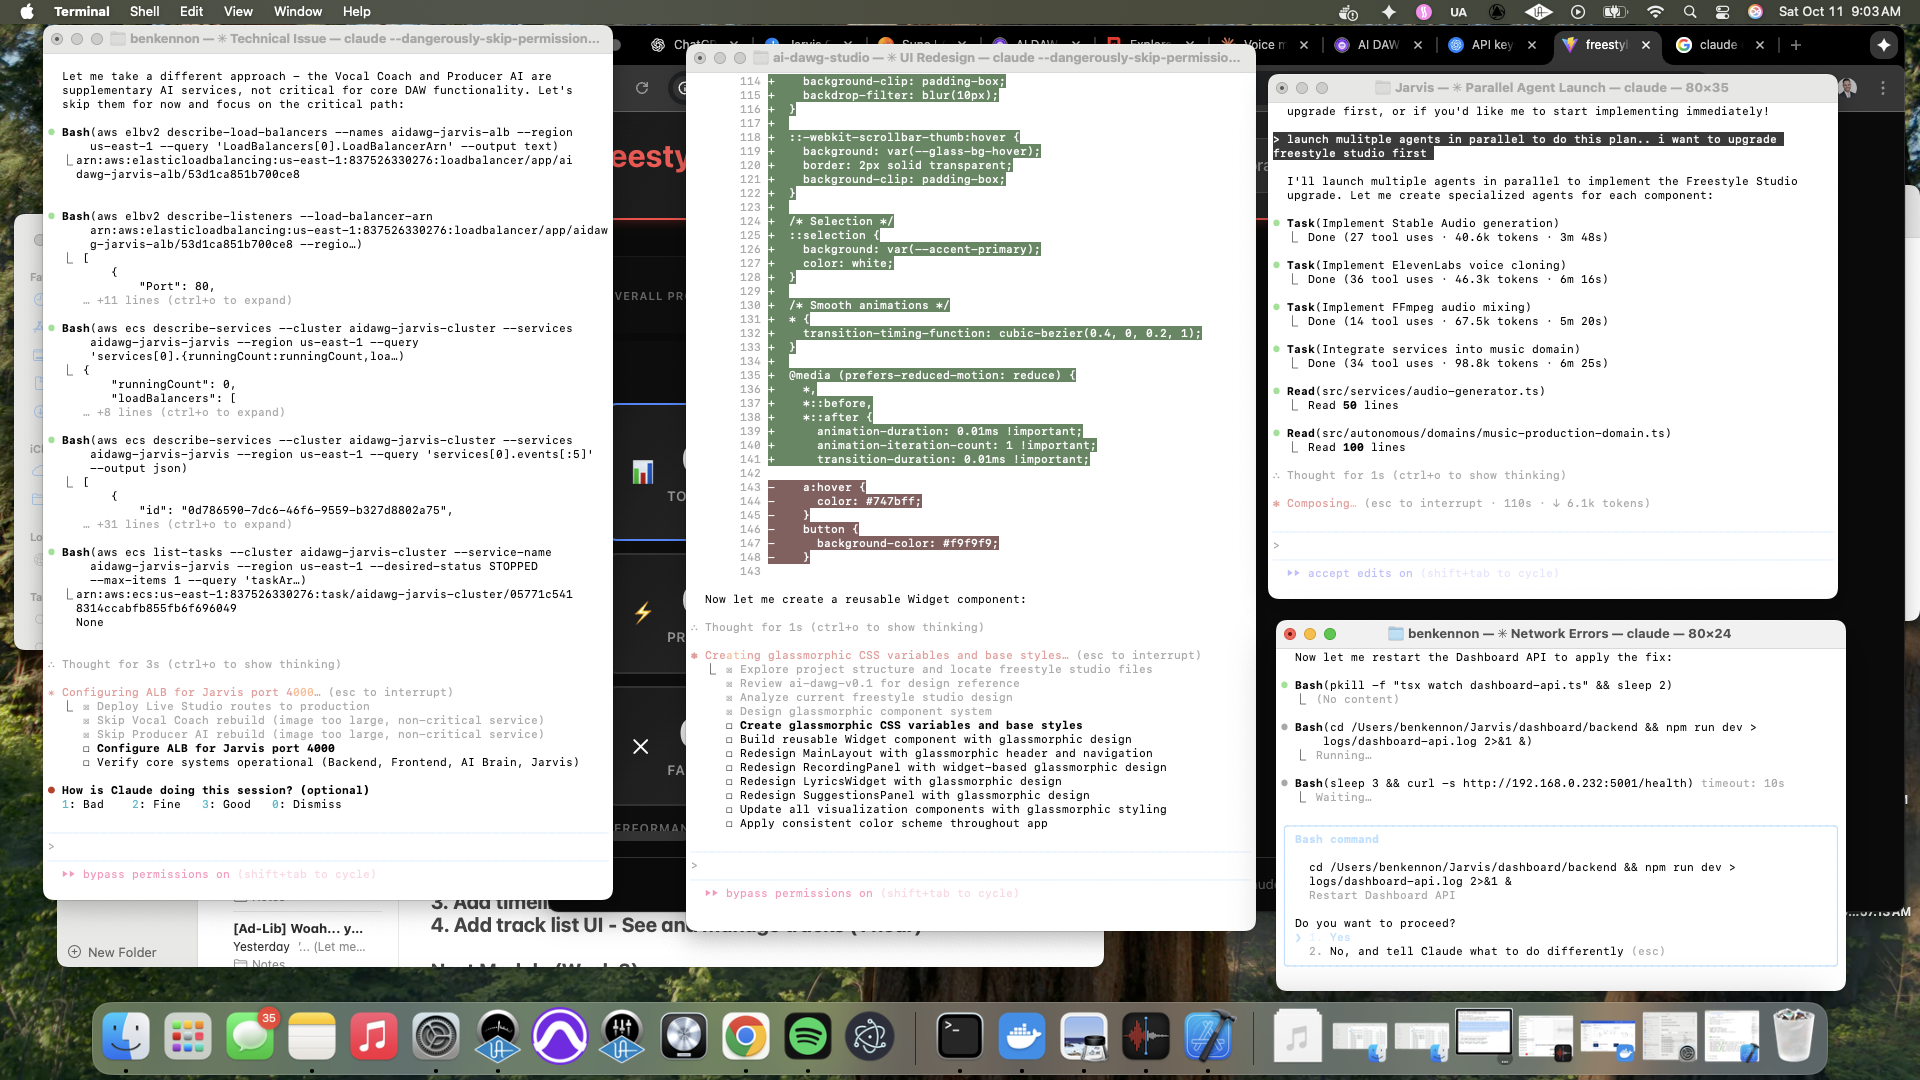 Terminal Shell Edit View Window Help
UA
Sat Oct 11 9:03 AM
benkennon — ✳ Technical Issue — claude --dangerously-skip-permission...
Let me take a different approach – the Vocal Coach and Producer AI are
supplementary AI services, not critical for core DAW functionality. Let's
skip them for now and focus on the critical path:
Bash(aws elbv2 describe-load-balancers --names aidawg-jarvis-alb --region
us-east-1 --query 'LoadBalancers[0].LoadBalancerArn' --output text)
arn:aws:elasticloadbalancing:us-east-1:837526330276:loadbalancer/app/ai
dawg-jarvis-alb/53d1ca851b700ce8
Bash(aws elbv2 describe-listeners --load-balancer-arn
arn:aws:elasticloadbalancing:us-east-1:837526330276:loadbalancer/app/aidaw
g-jarvis-alb/53d1ca851b700ce8 --regio…)
[
{
"Port": 80,
… +11 lines (ctrl+o to expand)
Bash(aws ecs describe-services --cluster aidawg-jarvis-cluster --services
aidawg-jarvis --region us-east-1 --query
'services[0].{runningCount:runningCount,loa…)
{
"runningCount": 0,
"loadBalancers": [
… +8 lines (ctrl+o to expand)
Bash(aws ecs describe-services --cluster aidawg-jarvis-cluster --services
aidawg-jarvis --region us-east-1 --query 'services[0].events[:5]'
--output json)
[
{
"id": "0d786590-7dc6-46f6-9559-b327d8802a75",
… +31 lines (ctrl+o to expand)
Bash(aws ecs list-tasks --cluster aidawg-jarvis-cluster --service-name
aidawg-jarvis --region us-east-1 --desired-status STOPPED
--max-items 1 --query 'taskAr…)
arn:aws:ecs:us-east-1:837526330276:task/aidawg-jarvis-cluster/05771c541
8314ccabfb855fb6f696049
None
∴ Thought for 3s (ctrl+o to show thinking)
✳ Configuring ALB for Jarvis port 4000… (esc to interrupt)
☒ Deploy Live Studio routes to production
☒ Skip Vocal Coach rebuild (image too large, non-critical service)
☒ Skip Producer AI rebuild (image too large, non-critical service)
☐ Configure ALB for Jarvis port 4000
☐ Verify core systems operational (Backend, Frontend, AI Brain, Jarvis)
● How is Claude doing this session? (optional)
1: Bad 2: Fine 3: Good 0: Dismiss
>
▸▸ bypass permissions on (shift+tab to cycle)
New Folder
[Ad-Lib] Woah... y...
Yesterday '... (Let me...
Notes
4. Add track list UI - See and
ai-dawg-studio — ✳ UI Redesign — claude --dangerously-skip-permissio...
114 + background-clip: padding-box;
115 + backdrop-filter: blur(10px);
116 + }
117 +
118 + ::-webkit-scrollbar-thumb:hover {
119 + background: var(--glass-bg-hover);
120 + border: 2px solid transparent;
121 + background-clip: padding-box;
122 + }
123 +
124 + /* Selection */
125 + ::selection {
126 + background: var(--accent-primary);
127 + color: white;
128 + }
129 +
130 + /* Smooth animations */
131 + * {
132 + transition-timing-function: cubic-bezier(0.4, 0, 0.2, 1);
133 + }
134 +
135 + @media (prefers-reduced-motion: reduce) {
136 + *,
137 + *::before,
138 + *::after {
139 + animation-duration: 0.01ms !important;
140 + animation-iteration-count: 1 !important;
141 + transition-duration: 0.01ms !important;
142
143 - a:hover {
144 - color: #747bff;
145 - }
146 - button {
147 - background-color: #f9f9f9;
148 - }
143
Now let me create a reusable Widget component:
∴ Thought for 1s (ctrl+o to show thinking)
✳ Creating glassmorphic CSS variables and base styles… (esc to interrupt)
☒ Explore project structure and locate freestyle studio files
☒ Review ai-dawg-v0.1 for design reference
☒ Analyze current freestyle studio design
☒ Design glassmorphic component system
☐ Create glassmorphic CSS variables and base styles
☐ Build reusable Widget component with glassmorphic design
☐ Redesign MainLayout with glassmorphic header and navigation
☐ Redesign RecordingPanel with widget-based glassmorphic design
☐ Redesign LyricsWidget with glassmorphic design
☐ Redesign SuggestionsPanel with glassmorphic design
☐ Update all visualization components with glassmorphic styling
☐ Apply consistent color scheme throughout app
>
▸▸ bypass permissions on (shift+tab to cycle)
Voice m
AI DAW
API key
freestyl
claude
Jarvis — ✳ Parallel Agent Launch — claude — 80×35
upgrade first, or if you'd like me to start implementing immediately!
> launch mulitple agents in parallel to do this plan.. i want to upgrade
freestyle studio first
I'll launch multiple agents in parallel to implement the Freestyle Studio
upgrade. Let me create specialized agents for each component:
Task(Implement Stable Audio generation)
Done (27 tool uses · 40.6k tokens · 3m 48s)
Task(Implement ElevenLabs voice cloning)
Done (36 tool uses · 46.3k tokens · 6m 16s)
Task(Implement FFmpeg audio mixing)
Done (14 tool uses · 67.5k tokens · 5m 20s)
Task(Integrate services into music domain)
Done (34 tool uses · 98.8k tokens · 6m 25s)
Read(src/services/audio-generator.ts)
Read 50 lines
Read(src/autonomous/domains/music-production-domain.ts)
Read 100 lines
∴ Thought for 1s (ctrl+o to show thinking)
✳ Composing… (esc to interrupt · 110s · ↓ 6.1k tokens)
>
▸▸ accept edits on (shift+tab to cycle)
benkennon — ✳ Network Errors — claude — 80×24
Now let me restart the Dashboard API to apply the fix:
Bash(pkill -f "tsx watch dashboard-api.ts" && sleep 2)
(No content)
Bash(cd /Users/benkennon/Jarvis/dashboard/backend && npm run dev >
logs/dashboard-api.log 2>&1 &)
Running…
Bash(sleep 3 && curl -s http://192.168.0.232:5001/health) timeout: 10s
Waiting…
Bash command
cd /Users/benkennon/Jarvis/dashboard/backend && npm run dev >
logs/dashboard-api.log 2>&1 &
Restart Dashboard API
Do you want to proceed?
❯ 1. Yes
2. No, and tell Claude what to do differently (esc)
35